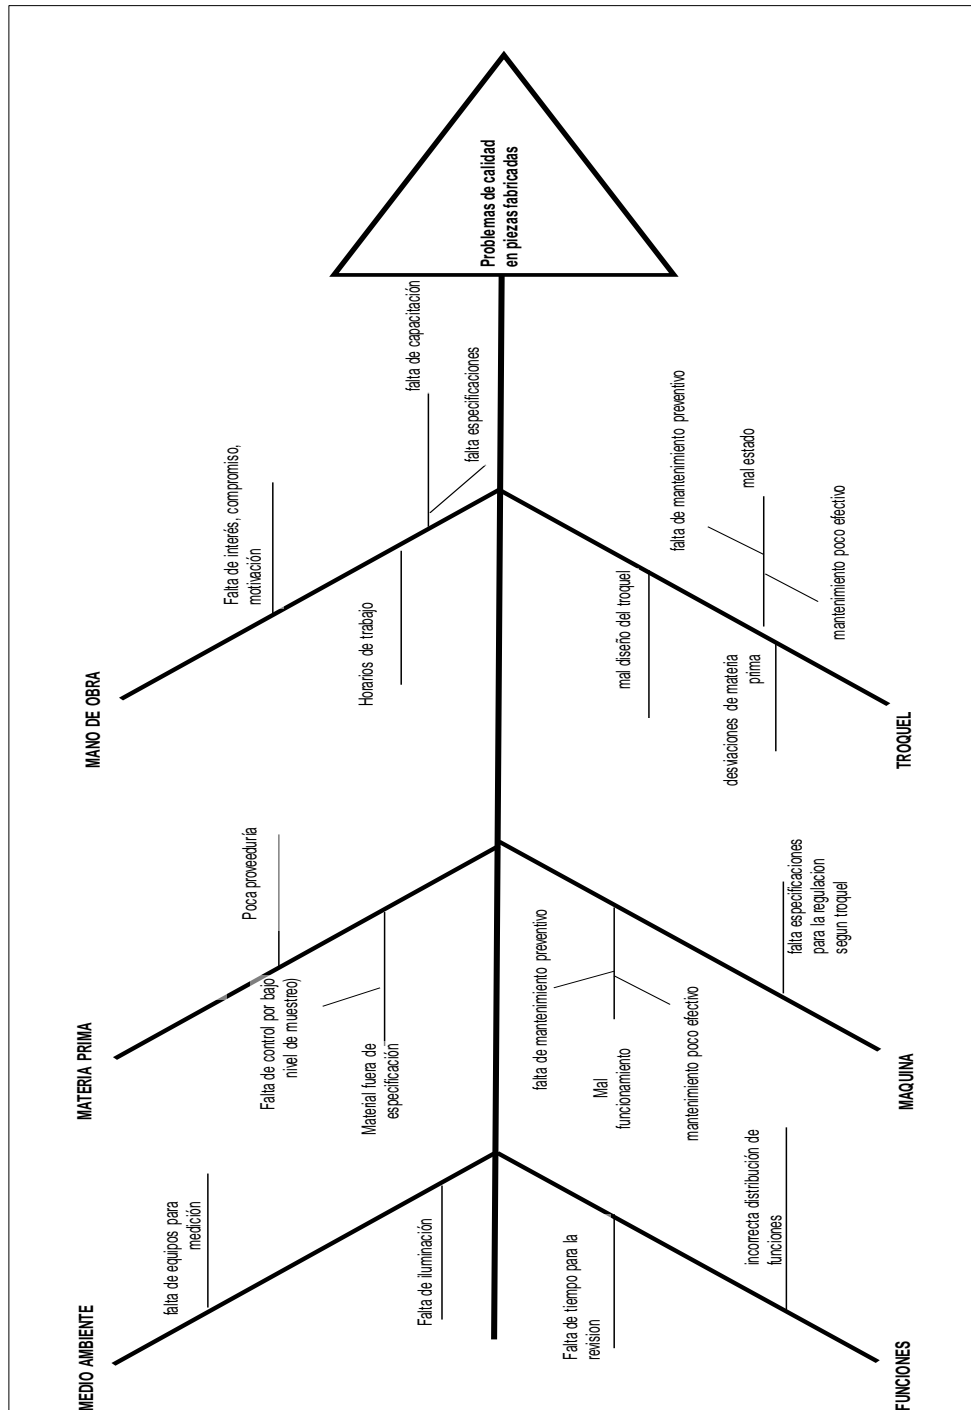 Problemas de calidad
en piezas fabricadas
MANO DE OBRA
Falta de interés, compromiso,
motivación
Horarios de trabajo
falta de capacitación
falta especificaciones
MATERIA PRIMA
Poca proveeduría
Falta de control por bajo
nivel de muestreo)
Material fuera de
especificación
MEDIO AMBIENTE
falta de equipos para
medición
Falta de iluminación
TROQUEL
mal diseño del troquel
desviaciones de materia
prima
falta de mantenimiento preventivo
mal estado
mantenimiento poco efectivo
MAQUINA
falta de mantenimiento preventivo
Mal
funcionamiento
mantenimiento poco efectivo
falta especificaciones
para la regulacion
segun troquel
FUNCIONES
Falta de tiempo para la
revision
incorrecta distribución de
funciones